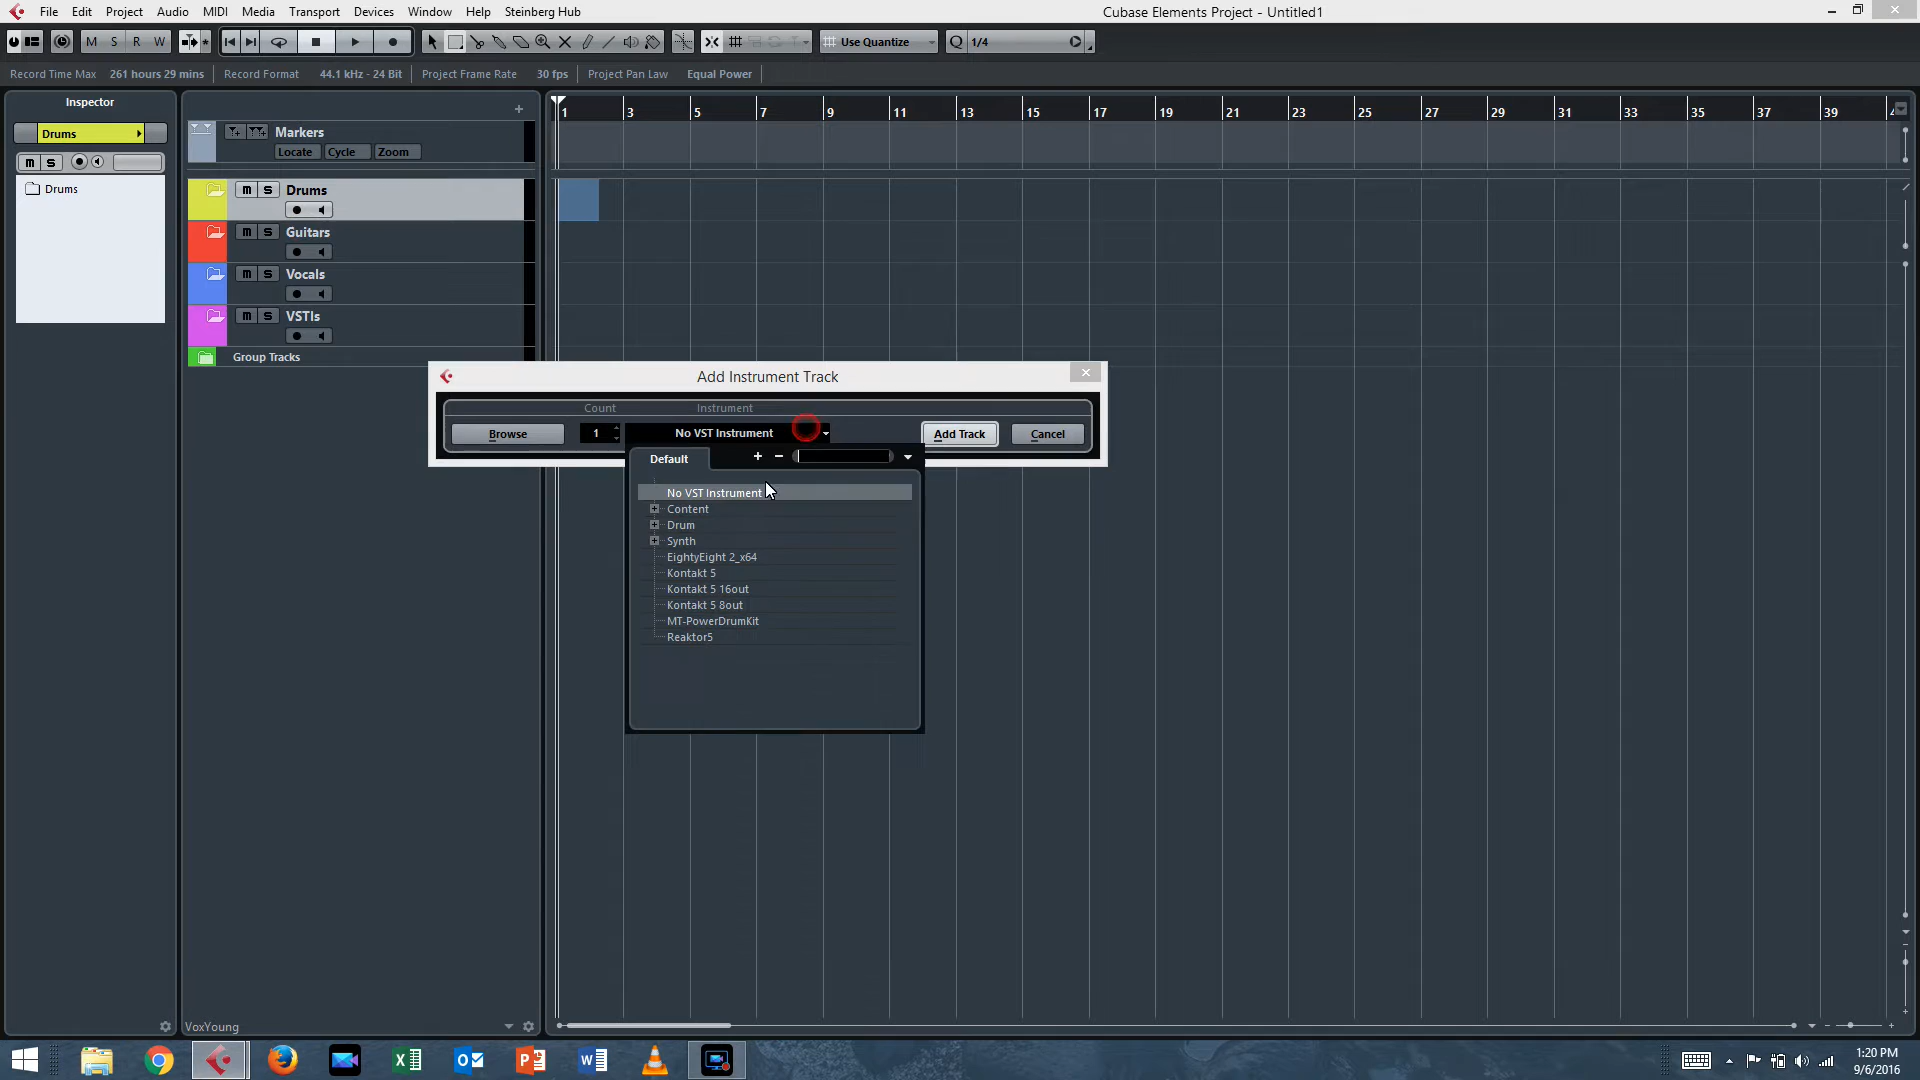 File Edit Project Audio MIDI Media Transport Devices Window Help Steinberg Hub
Cubase Elements Project - Untitled1
M S R W
Use Quantize
Q 1/4
Record Time Max 261 hours 29 mins Record Format 44.1 kHz - 24 Bit Project Frame Rate 30 fps Project Pan Law Equal Power
Inspector
Drums
m s
Drums
Markers
Locate Cycle Zoom
m s Drums
m s Guitars
m s Vocals
m s VSTIs
Group Tracks
1 3 5 7 9 11 13 15 17 19 21 23 25 27 29 31 33 35 37 39
Add Instrument Track
Count Instrument
Browse 1 No VST Instrument Add Track Cancel
Default
No VST Instrument
Content
Drum
Synth
EightyEight 2_x64
Kontakt 5
Kontakt 5 16out
Kontakt 5 8out
MT-PowerDrumKit
Reaktor5
VoxYoung
1:20 PM
9/6/2016